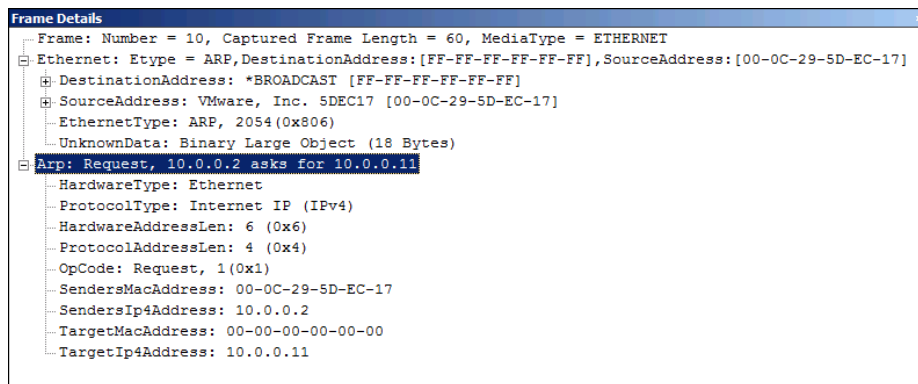 Frame Details
Frame: Number = 10, Captured Frame Length = 60, MediaType = ETHERNET
Ethernet: Etype = ARP,DestinationAddress:[FF-FF-FF-FF-FF-FF],SourceAddress:[00-0C-29-5D-EC-17]
DestinationAddress: *BROADCAST [FF-FF-FF-FF-FF-FF]
SourceAddress: VMware, Inc. 5DEC17 [00-0C-29-5D-EC-17]
EthernetType: ARP, 2054(0x806)
UnknownData: Binary Large Object (18 Bytes)
Arp: Request, 10.0.0.2 asks for 10.0.0.11
HardwareType: Ethernet
ProtocolType: Internet IP (IPv4)
HardwareAddressLen: 6 (0x6)
ProtocolAddressLen: 4 (0x4)
OpCode: Request, 1(0x1)
SendersMacAddress: 00-0C-29-5D-EC-17
SendersIp4Address: 10.0.0.2
TargetMacAddress: 00-00-00-00-00-00
TargetIp4Address: 10.0.0.11